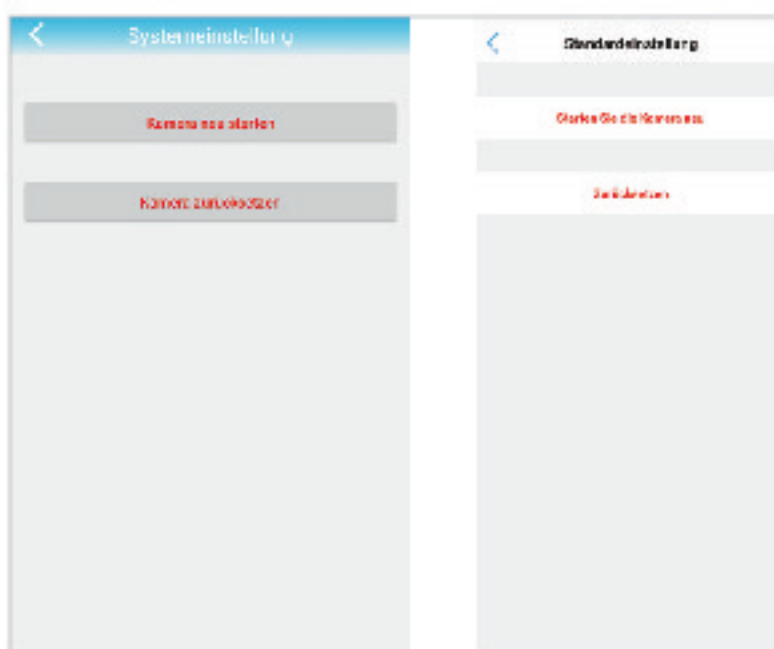 Systemeinstellung
Kamera neu starten
Kamera zurücksetzen
Standardeinstellung
Starten Sie die Kamera neu
Zurücksetzen